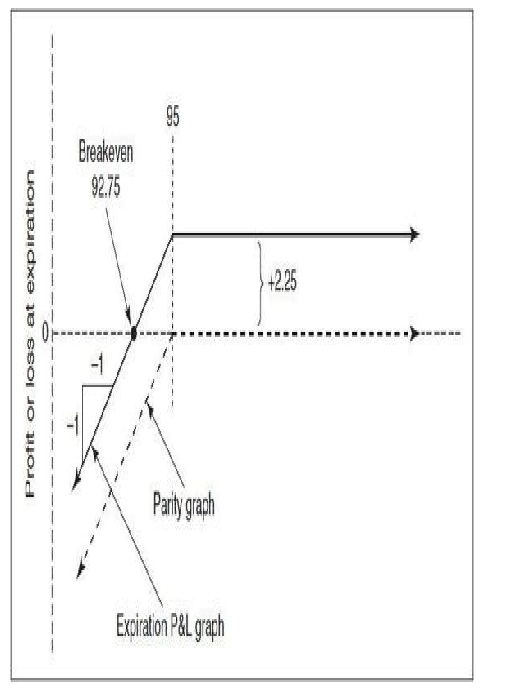 95
Breakeven
92.75
+2.25
0
–1
–1
Parity graph
Expiration P&L graph
Profit or loss at expiration